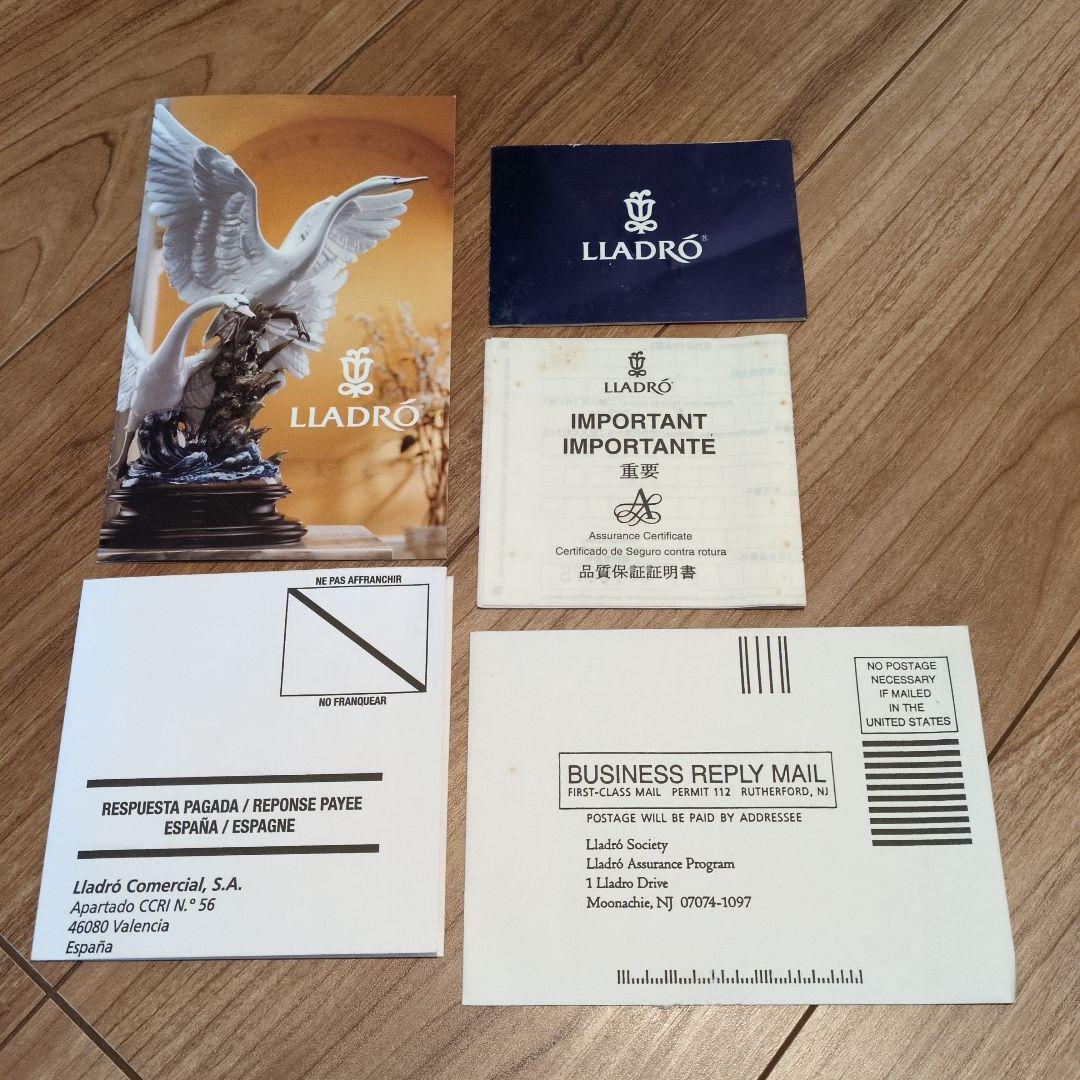 LLADRÓ
LLADRÓ®
LLADRÓ®
IMPORTANT
IMPORTANTE
重要
A
Assurance Certificate
Certificado de Seguro contra rotura
品質保証証明書
NE PAS AFFRANCHIR
NO FRANQUEAR
RESPUESTA PAGADA / REPONSE PAYEE
ESPAÑA / ESPAGNE
Lladró Comercial, S.A.
Apartado CCRI N.º 56
46080 Valencia
España
NO POSTAGE
NECESSARY
IF MAILED
IN THE
UNITED STATES
BUSINESS REPLY MAIL
FIRST-CLASS MAIL PERMIT 112 RUTHERFORD, NJ
POSTAGE WILL BE PAID BY ADDRESSEE
Lladró Society
Lladró Assurance Program
1 Lladro Drive
Moonachie, NJ 07074-1097